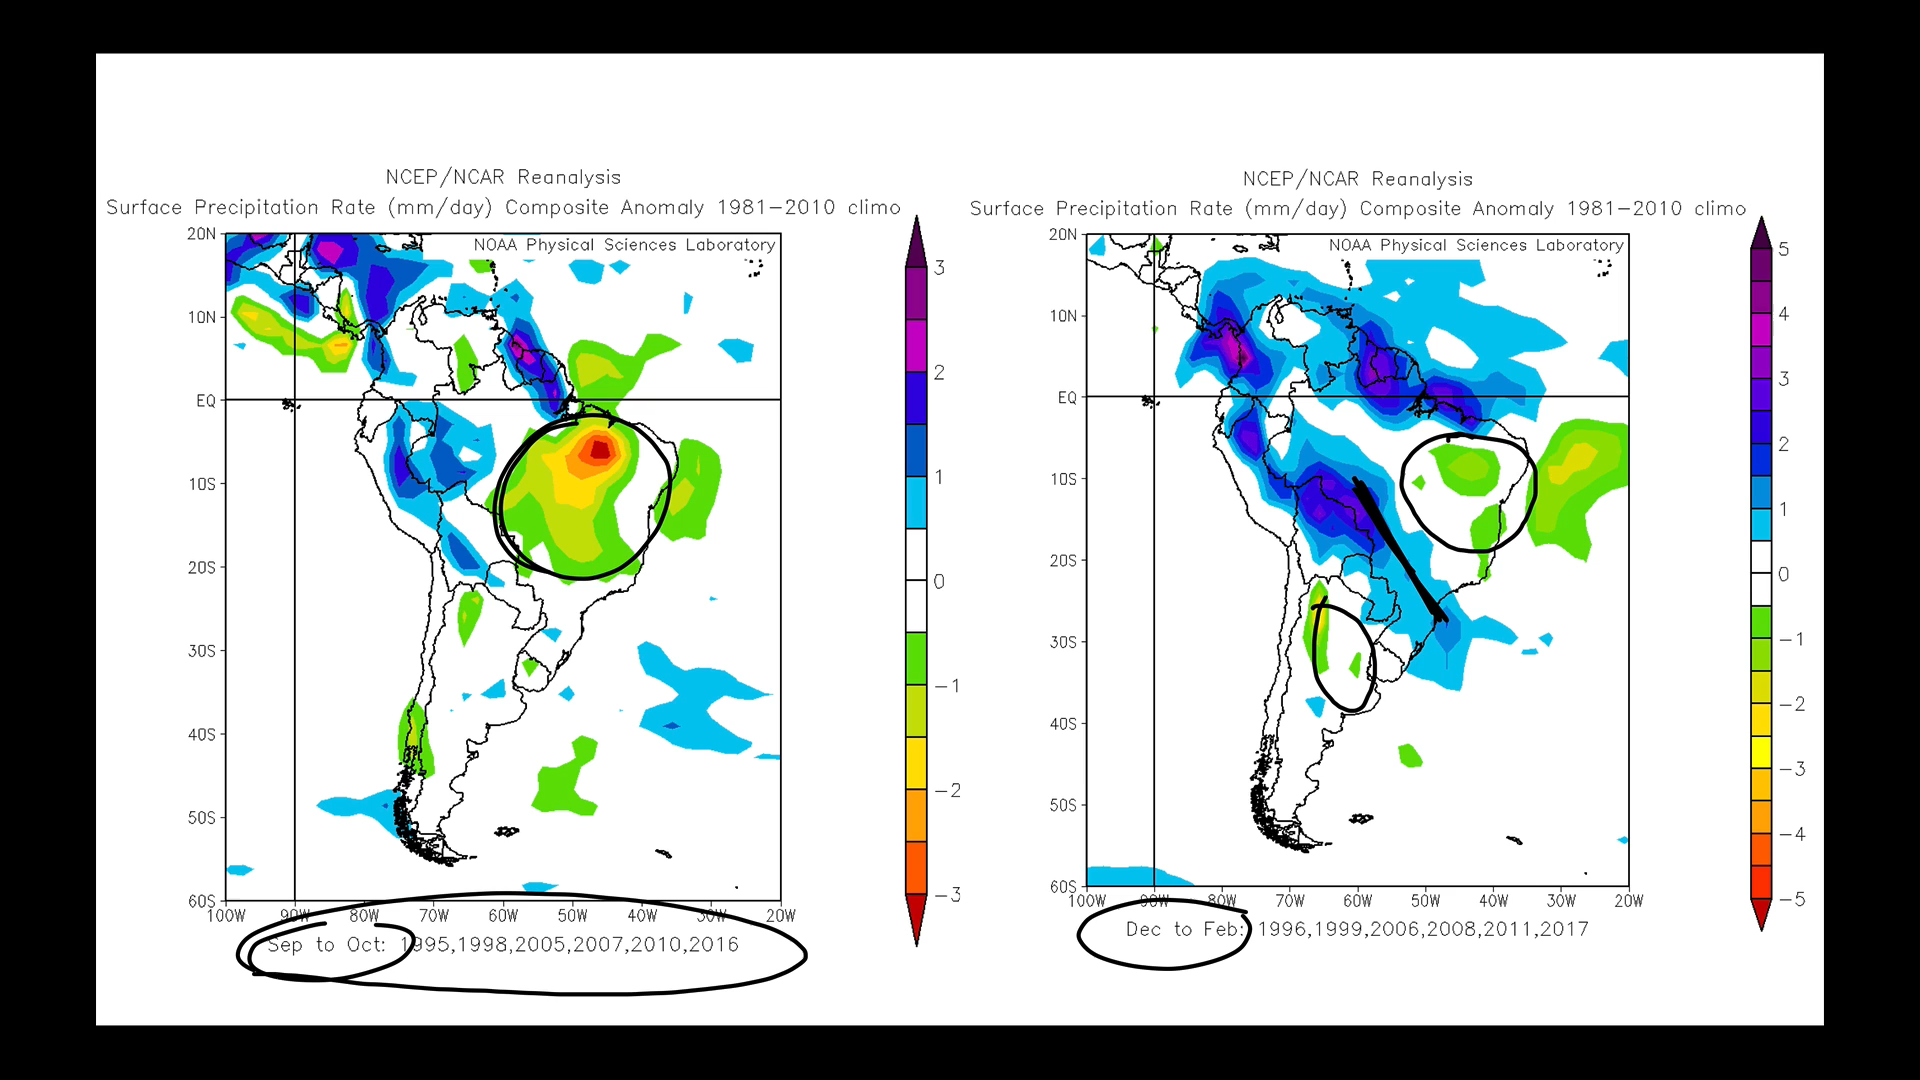 NCEP/NCAR Reanalysis
Surface Precipitation Rate (mm/day) Composite Anomaly 1981-2010 climo
NOAA Physical Sciences Laboratory
20N
10N
EQ
10S
20S
30S
40S
50S
60S
100W 90W 80W 70W 60W 50W 40W 30W 20W
3
2
1
0
-1
-2
-3
Sep to Oct: 1995,1998,2005,2007,2010,2016
NCEP/NCAR Reanalysis
Surface Precipitation Rate (mm/day) Composite Anomaly 1981-2010 climo
NOAA Physical Sciences Laboratory
20N
10N
EQ
10S
20S
30S
40S
50S
60S
100W 90W 80W 70W 60W 50W 40W 30W 20W
5
4
3
2
1
0
-1
-2
-3
-4
-5
Dec to Feb: 1996,1999,2006,2008,2011,2017